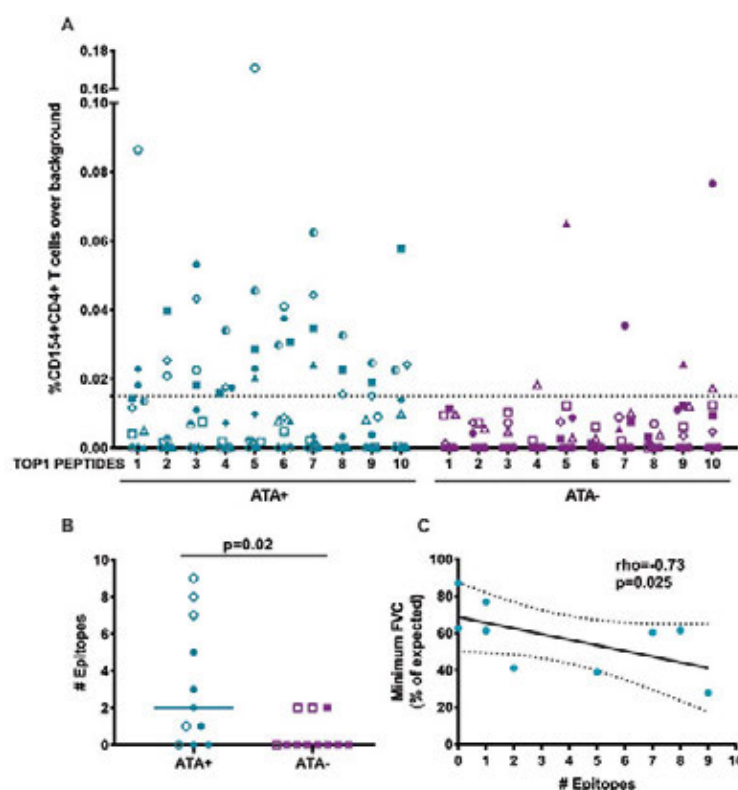 A
0.18
0.16
0.10
0.08
0.06
0.04
0.02
0.00
%CD154+CD4+ T cells over background
TOP1 PEPTIDES 1 2 3 4 5 6 7 8 9 10 1 2 3 4 5 6 7 8 9 10
ATA+ ATA-
B
p=0.02
10
8
6
4
2
0
# Epitopes
ATA+ ATA-
C
rho=-0.73
p=0.025
100
80
60
40
20
0
Minimum FVC
(% of expected)
0 1 2 3 4 5 6 7 8 9 10
# Epitopes